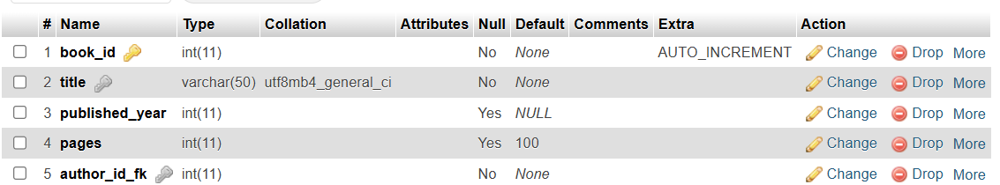 # Name Type Collation Attributes Null Default Comments Extra Action
1 book_id int(11) No None AUTO_INCREMENT Change Drop More
2 title varchar(50) utf8mb4_general_ci No None Change Drop More
3 published_year int(11) Yes NULL Change Drop More
4 pages int(11) Yes 100 Change Drop More
5 author_id_fk int(11) No None Change Drop More